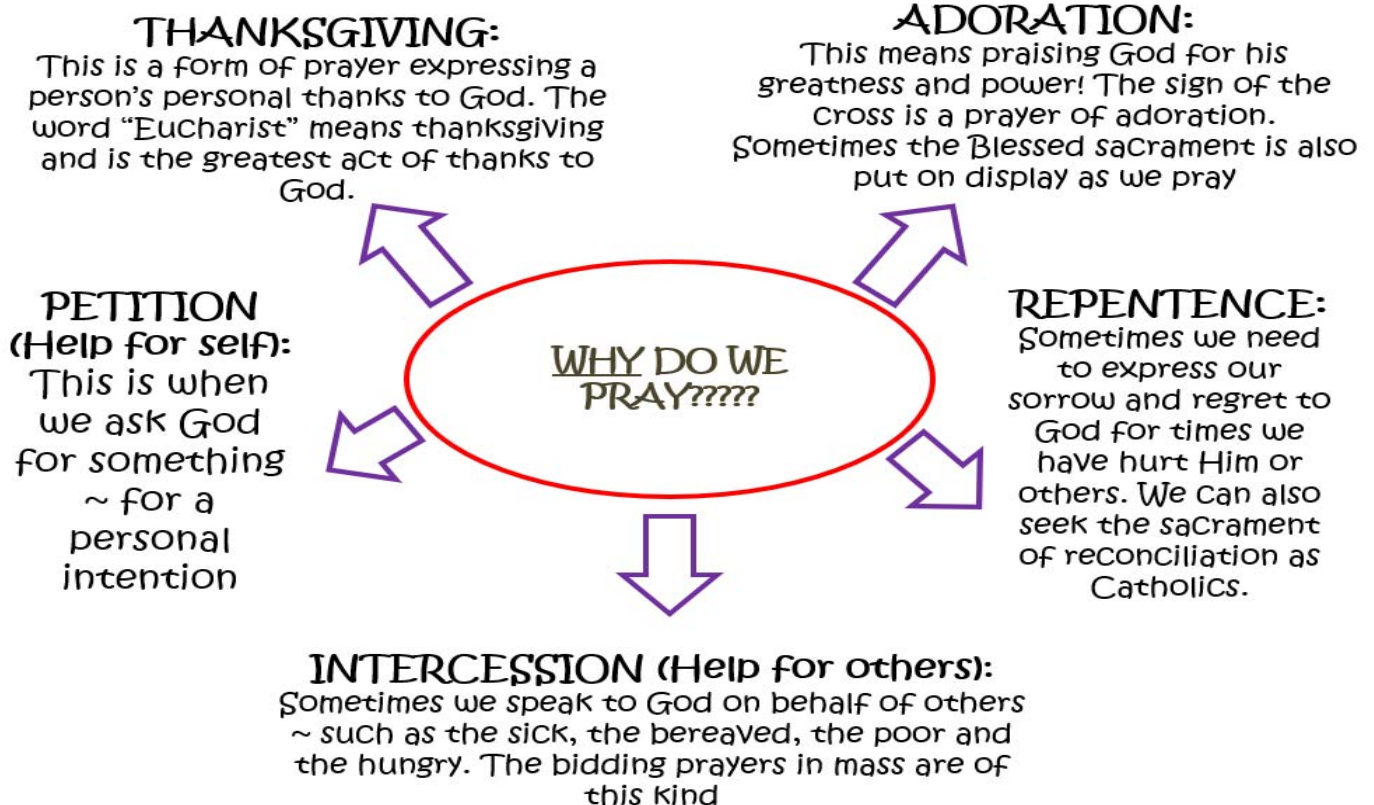 THANKSGIVING:
This is a form of prayer expressing a
person's personal thanks to God. The
word “Eucharist” means thanksgiving
and is the greatest act of thanks to
God.
ADORATION:
This means praising God for his
greatness and power! The sign of the
cross is a prayer of adoration.
Sometimes the Blessed sacrament is also
put on display as we pray
PETITION
(Help for self):
This is when
we ask God
for something
~ for a
personal
intention
WHY DO WE
PRAY?????
REPENTENCE:
Sometimes we need
to express our
sorrow and regret to
God for times we
have hurt Him or
others. We can also
seek the sacrament
of reconciliation as
Catholics.
INTERCESSION (Help for others):
Sometimes we speak to God on behalf of others
~ such as the sick, the bereaved, the poor and
the hungry. The bidding prayers in mass are of
this kind